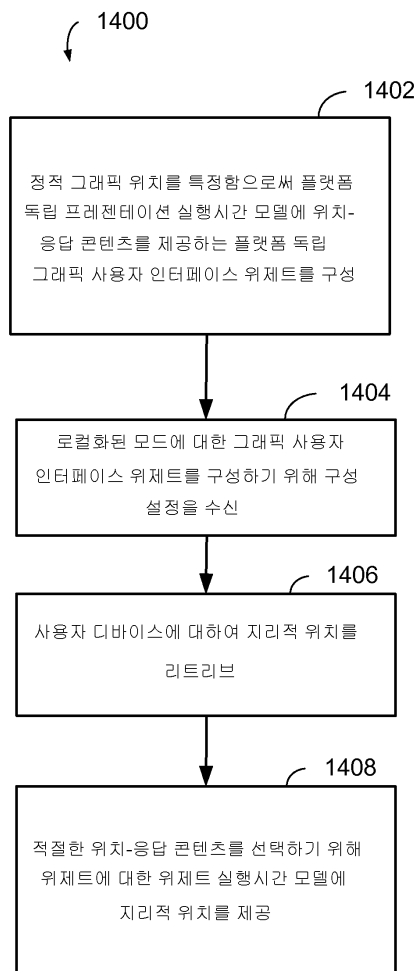 1400
1402
정적 그래픽 위치를 특정함으로써 플랫폼
독립 프레젠테이션 실행시간 모델에 위치-
응답 콘텐츠를 제공하는 플랫폼 독립
그래픽 사용자 인터페이스 위제트를 구성
1404
로컬화된 모드에 대한 그래픽 사용자
인터페이스 위제트를 구성하기 위해 구성
설정을 수신
1406
사용자 디바이스에 대하여 지리적 위치를
리트리브
1408
적절한 위치-응답 콘텐츠를 선택하기 위해
위제트에 대한 위제트 실행시간 모델에
지리적 위치를 제공